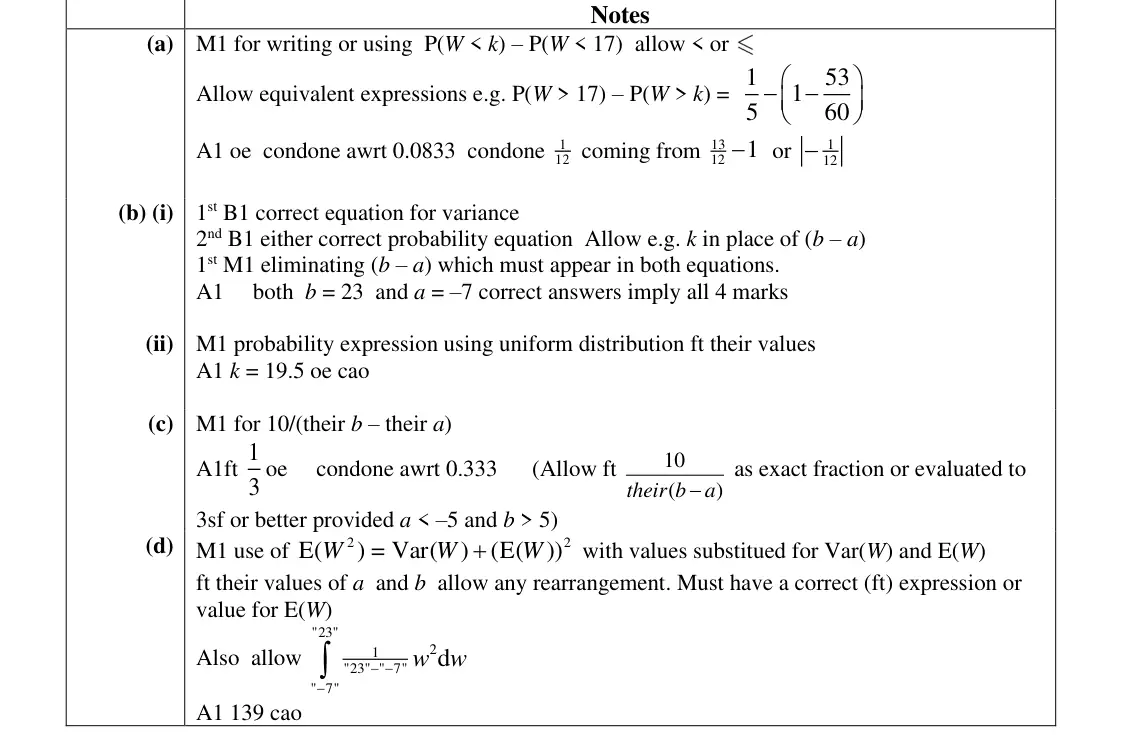 Notes
(a) M1 for writing or using P(W < k) – P(W < 17) allow < or ⩽
Allow equivalent expressions e.g. P(W > 17) – P(W > k) = 1/5 − (1 − 53/60)
A1 oe condone awrt 0.0833 condone 1/12 coming from 13/12 −1 or |− 1/12|
(b) (i) 1st B1 correct equation for variance
2nd B1 either correct probability equation Allow e.g. k in place of (b – a)
1st M1 eliminating (b – a) which must appear in both equations.
A1 both b = 23 and a = –7 correct answers imply all 4 marks
(ii) M1 probability expression using uniform distribution ft their values
A1 k = 19.5 oe cao
(c) M1 for 10/(their b – their a)
A1ft 1/3 oe condone awrt 0.333 (Allow ft 10/their(b − a) as exact fraction or evaluated to
3sf or better provided a < –5 and b > 5)
(d) M1 use of E(W²) = Var(W) + (E(W))² with values substitued for Var(W) and E(W)
ft their values of a and b allow any rearrangement. Must have a correct (ft) expression or
value for E(W)
Also allow ∫_{"−7"}^{"23"} 1/("23"−"−7") w²dw
A1 139 cao